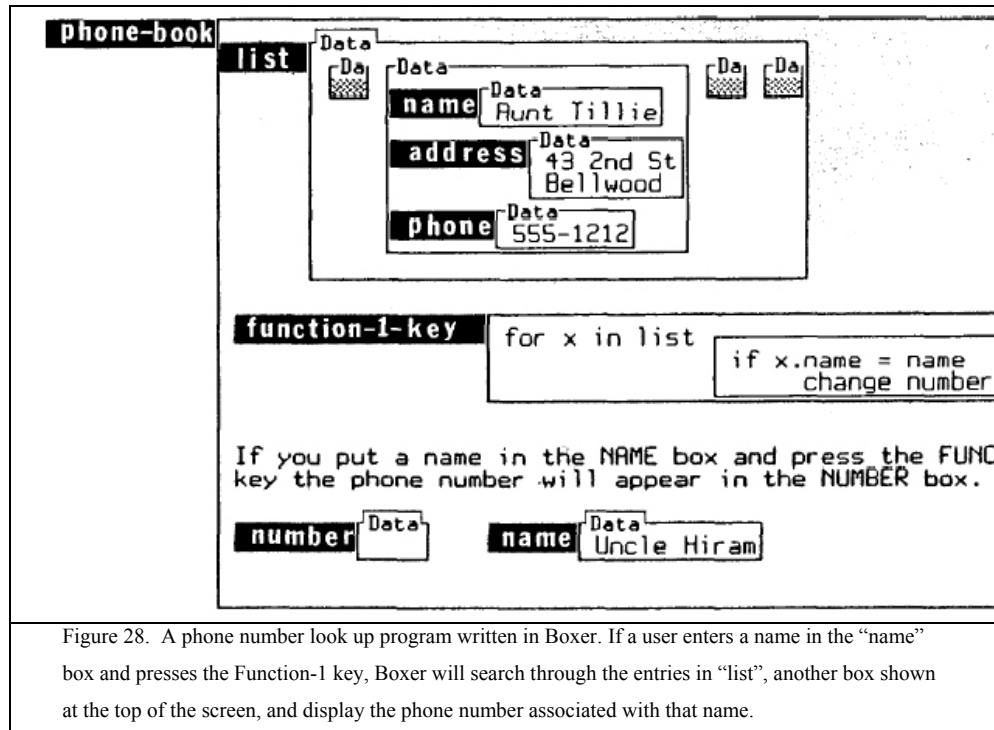 phone-book
list
Data
Da
Data
Da
Da
name
Data
Aunt Tillie
address
Data
43 2nd St
Bellwood
phone
Data
555-1212
function-1-key
for x in list
if x.name = name
change number
If you put a name in the NAME box and press the FUNC
key the phone number will appear in the NUMBER box.
number
Data
name
Data
Uncle Hiram
Figure 28. A phone number look up program written in Boxer. If a user enters a name in the “name”
box and presses the Function-1 key, Boxer will search through the entries in “list”, another box shown
at the top of the screen, and display the phone number associated with that name.